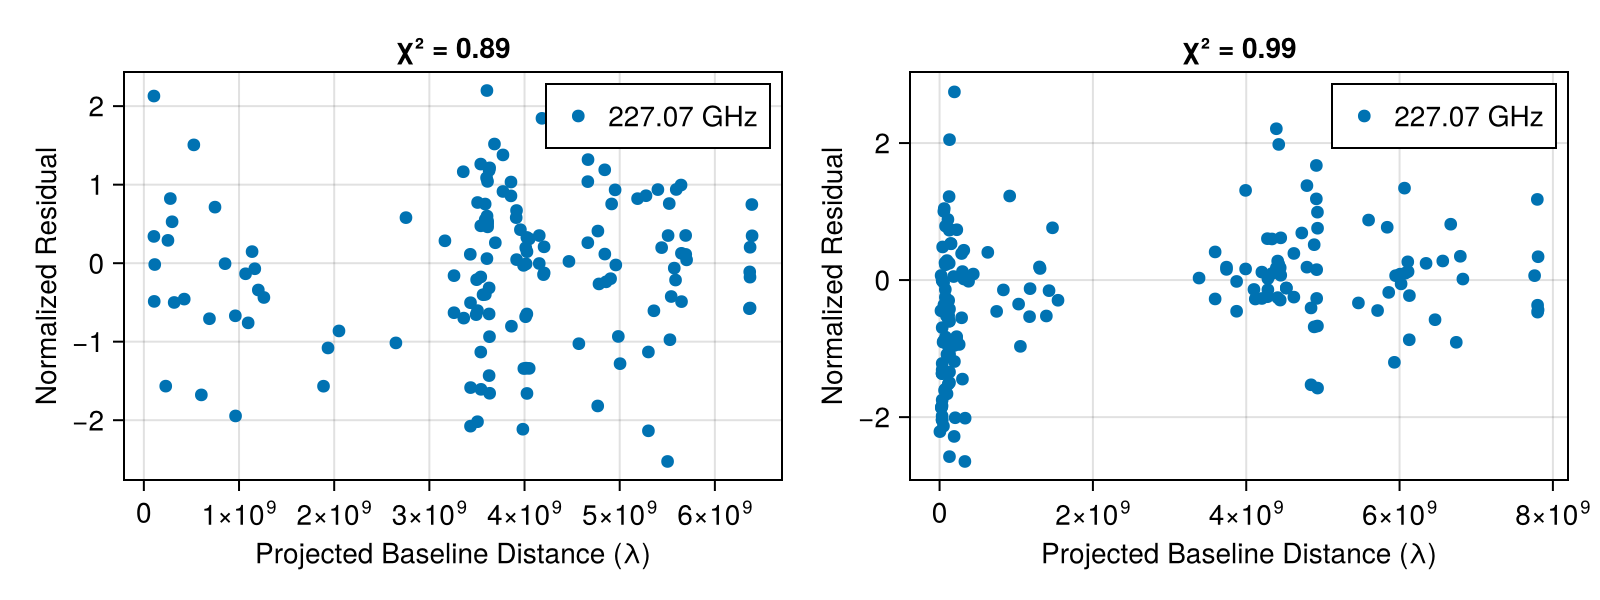 χ² = 0.89
227.07 GHz
Normalized Residual
2
1
0
−1
−2
0 1×10⁹ 2×10⁹ 3×10⁹ 4×10⁹ 5×10⁹ 6×10⁹
Projected Baseline Distance (λ)
χ² = 0.99
227.07 GHz
Normalized Residual
2
0
−2
0 2×10⁹ 4×10⁹ 6×10⁹ 8×10⁹
Projected Baseline Distance (λ)